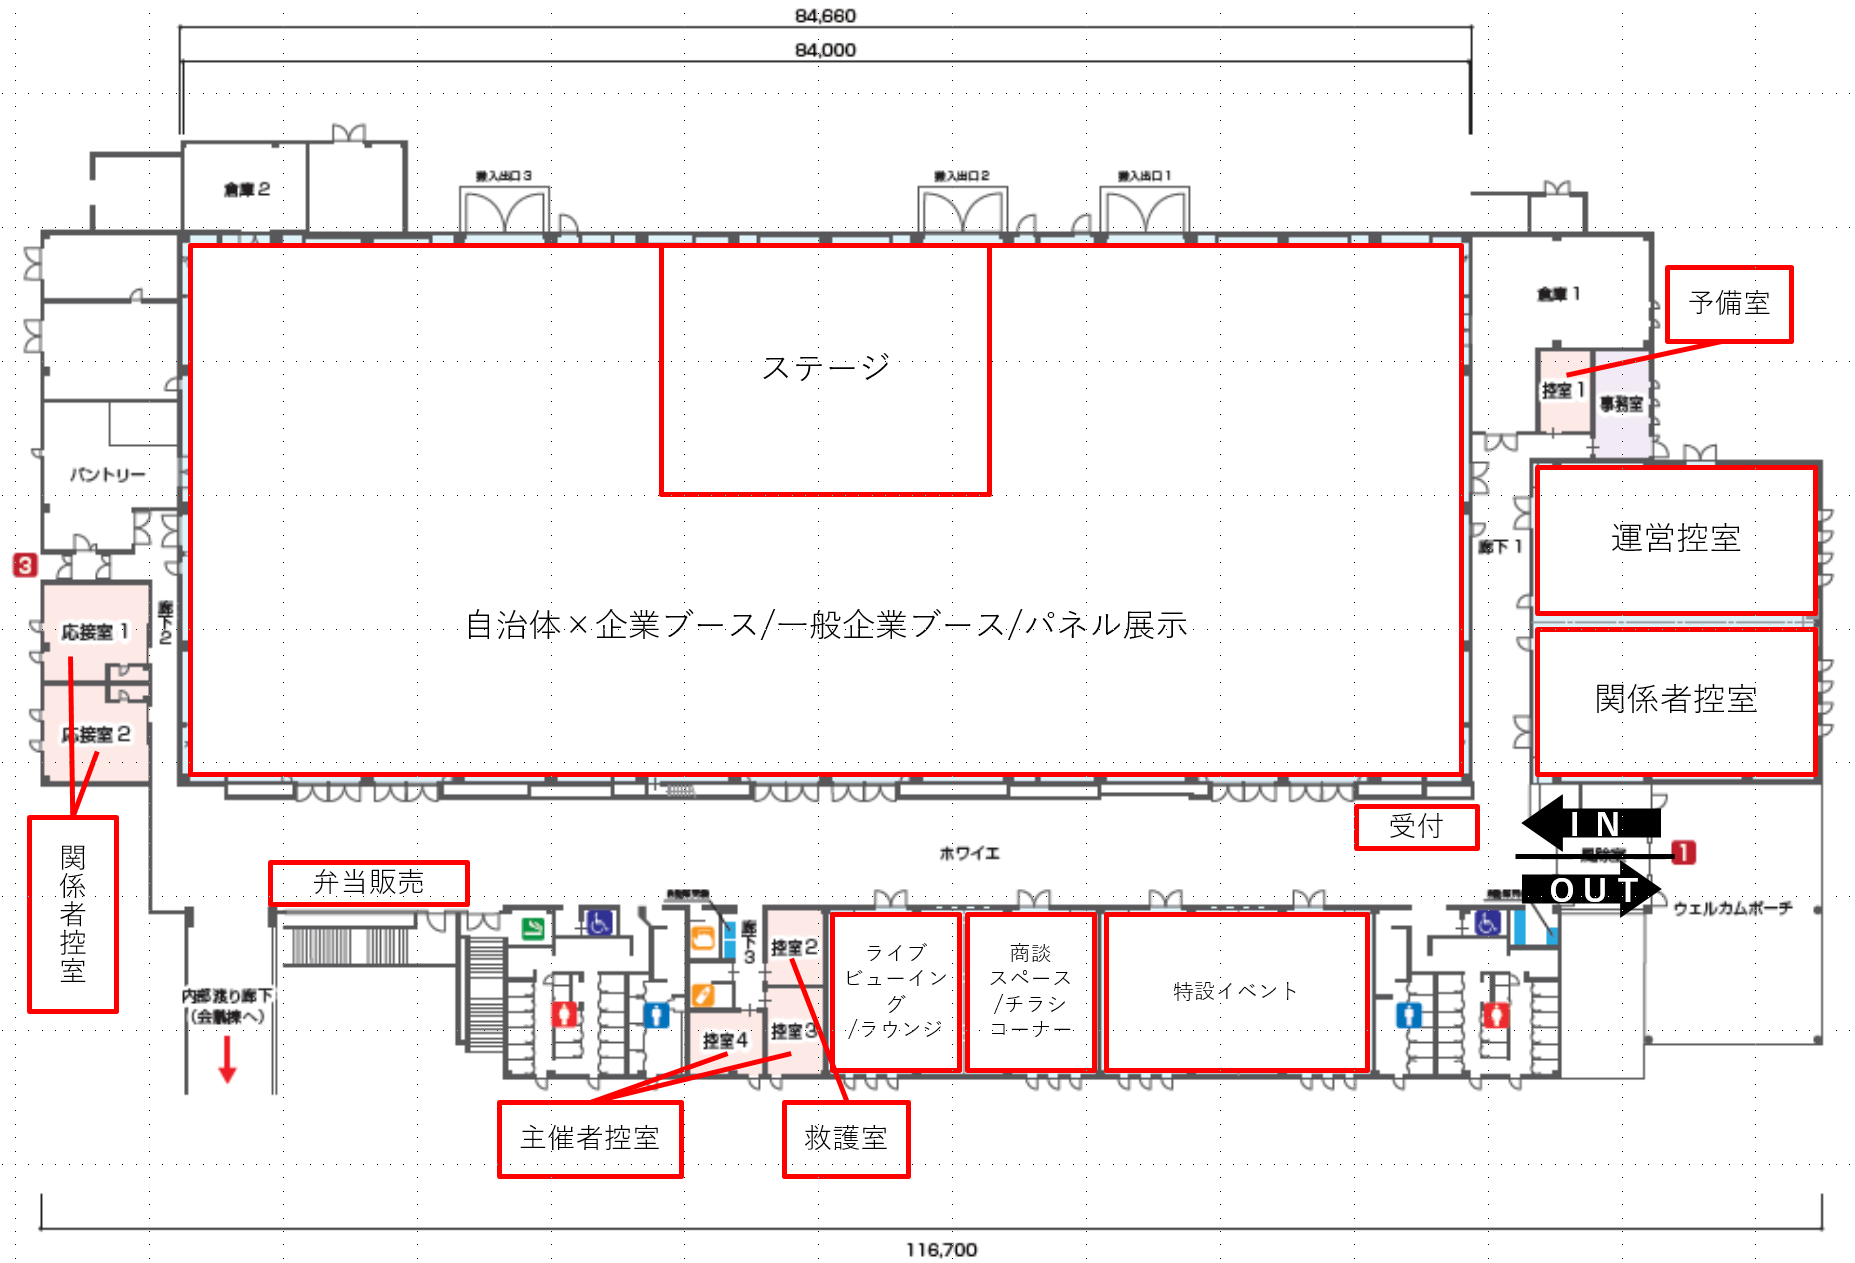 84,660
84,000
倉庫2
搬入出口3
搬入出口2
搬入出口1
倉庫1
予備室
ステージ
控室1
事務室
パントリー
運営控室
廊下1
3
応接室1
廊下2
自治体×企業ブース/一般企業ブース/パネル展示
関係者控室
応接室2
受付
IN
ホワイエ
風除室
1
関係者控室
弁当販売
OUT
ウェルカムポーチ
廊下3
控室2
ライブ
ビューイン
グ
/ラウンジ
商談
スペース
/チラシ
コーナー
特設イベント
内部渡り廊下
(会議棟へ)
控室3
控室4
主催者控室
救護室
116,700